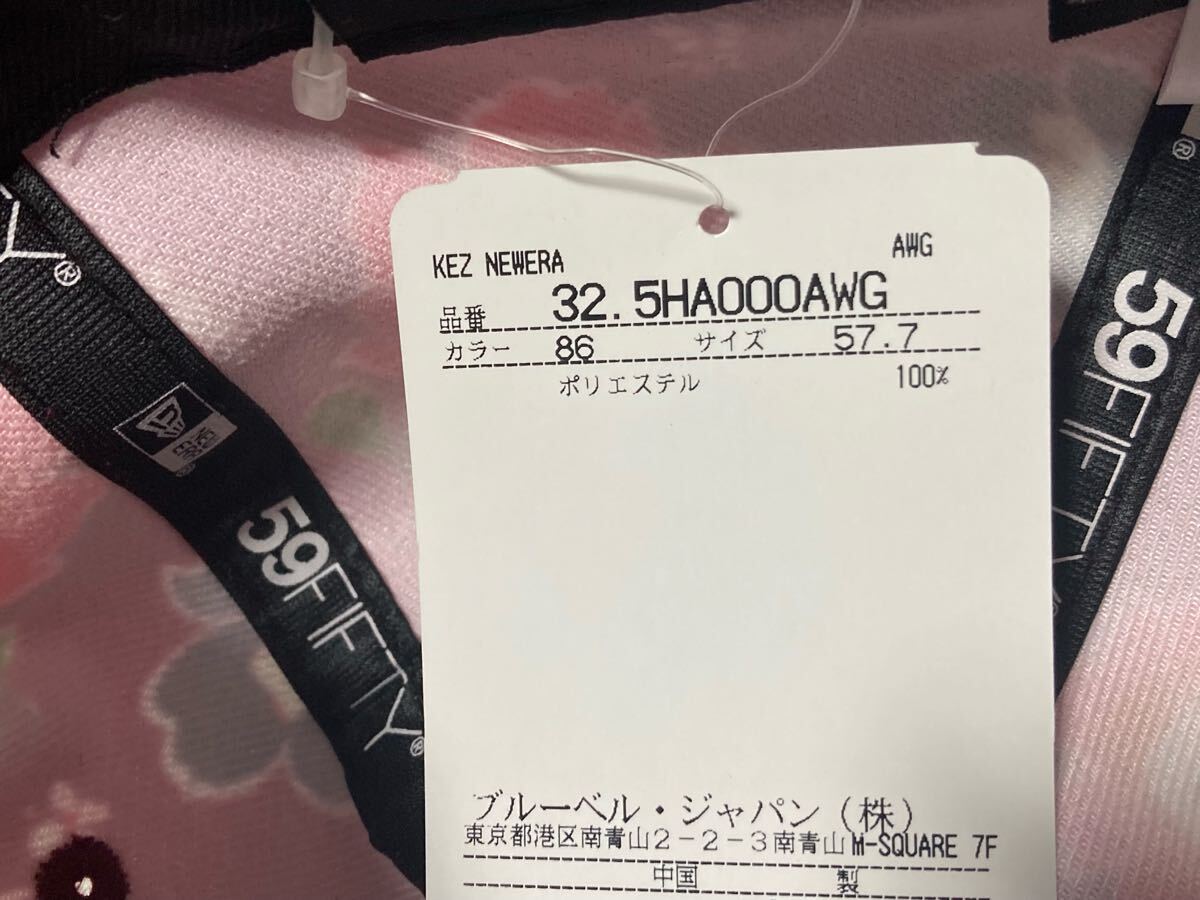 KEZ NEWERA AWG
品番 32.5HA000AWG
カラー 86 サイズ 57.7
ポリエステル 100%
ブルーベル・ジャパン(株)
東京都港区南青山2-2-3南青山M-SQUARE 7F
中国 製
FTY®
59FIFTY®
®
59FIFTY®